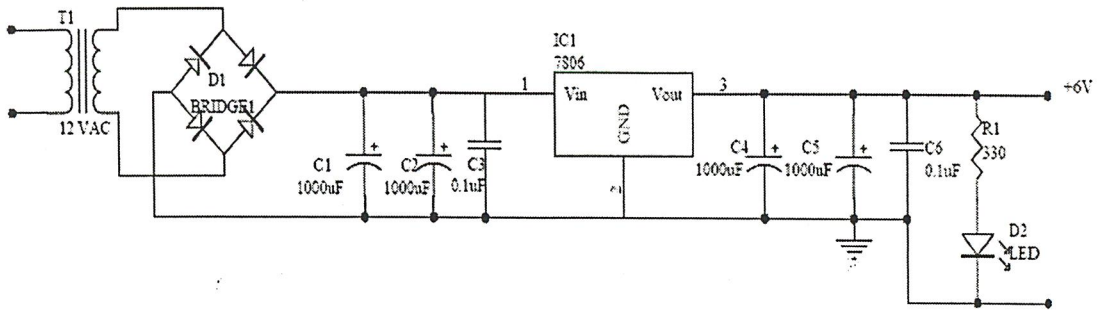 T1
12 VAC
D1
BRIDGE1
C1
1000uF
C2
1000uF
C3
0.1uF
IC1
7806
1
Vin
Vout
GND
3
2
C4
1000uF
C5
1000uF
C6
0.1uF
+6V
R1
330
D2
LED